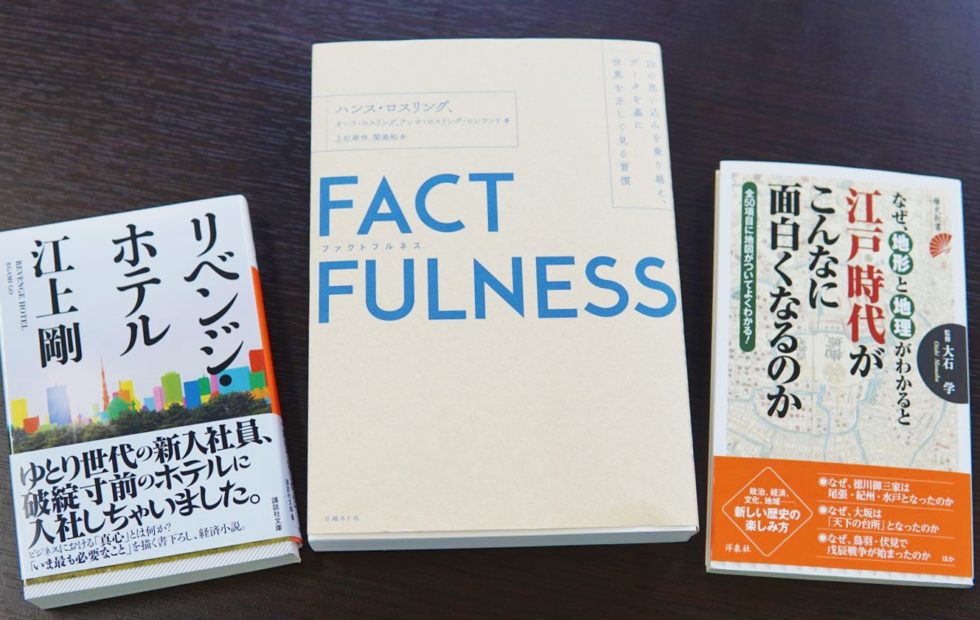 リベンジ・
ホテル
江上 剛
REVENGE HOTEL
EGAMI GO
ゆとり世代の新入社員、
破綻寸前のホテルに
入社しちゃいました。
ビジネスにおける「真心」とは何か?
「いま最も必要なこと」を描く書下ろし、経済小説。
講談社文庫
10の思い込みを乗り越え、
データを基に
世界を正しく見る習慣
ハンス・ロスリング、
オーラ・ロスリング、アンナ・ロスリング・ロンランド 著
上杉周作、関美和 訳
FACT
ファクトフルネス
FULNESS
日経BP社
歴史新書
なぜ、地形と地理がわかると
江戸時代が
こんなに
面白くなるのか
全50項目に地図がついてよくわかる!
監修 大石 学
Oishi Manabu
政治、経済、
文化、地域…
新しい歴史の
楽しみ方
洋泉社
なぜ、徳川御三家は
尾張・紀州・水戸となったのか
なぜ、大坂は
「天下の台所」となったのか
なぜ、鳥羽・伏見で
戊辰戦争が始まったのか
ほか